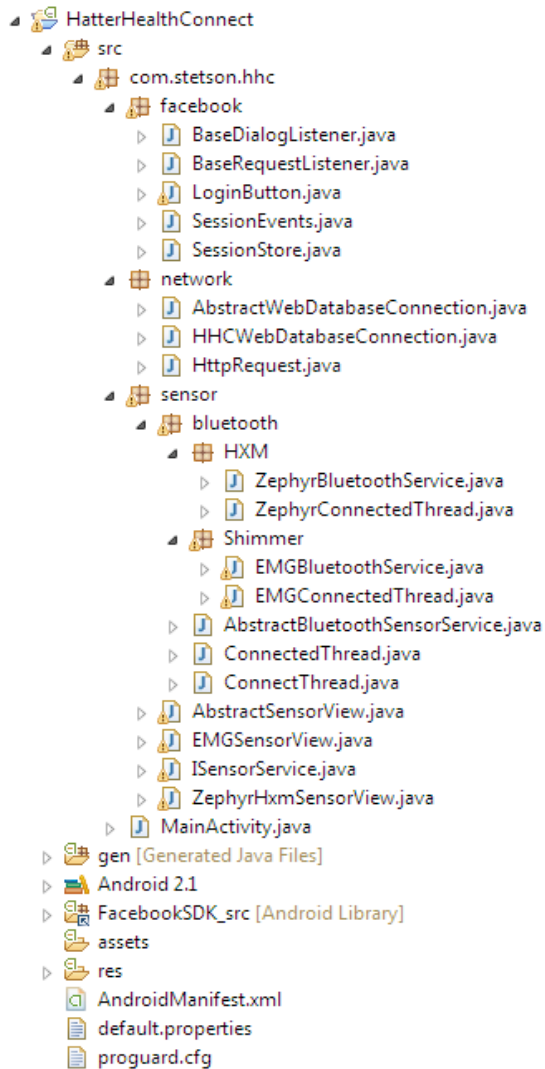 HatterHealthConnect
src
com.stetson.hhc
facebook
BaseDialogListener.java
BaseRequestListener.java
LoginButton.java
SessionEvents.java
SessionStore.java
network
AbstractWebDatabaseConnection.java
HHCWebDatabaseConnection.java
HttpRequest.java
sensor
bluetooth
HXM
ZephyrBluetoothService.java
ZephyrConnectedThread.java
Shimmer
EMGBluetoothService.java
EMGConnectedThread.java
AbstractBluetoothSensorService.java
ConnectedThread.java
ConnectThread.java
AbstractSensorView.java
EMGSensorView.java
ISensorService.java
ZephyrHxmSensorView.java
MainActivity.java
gen [Generated Java Files]
Android 2.1
FacebookSDK_src [Android Library]
assets
res
AndroidManifest.xml
default.properties
proguard.cfg